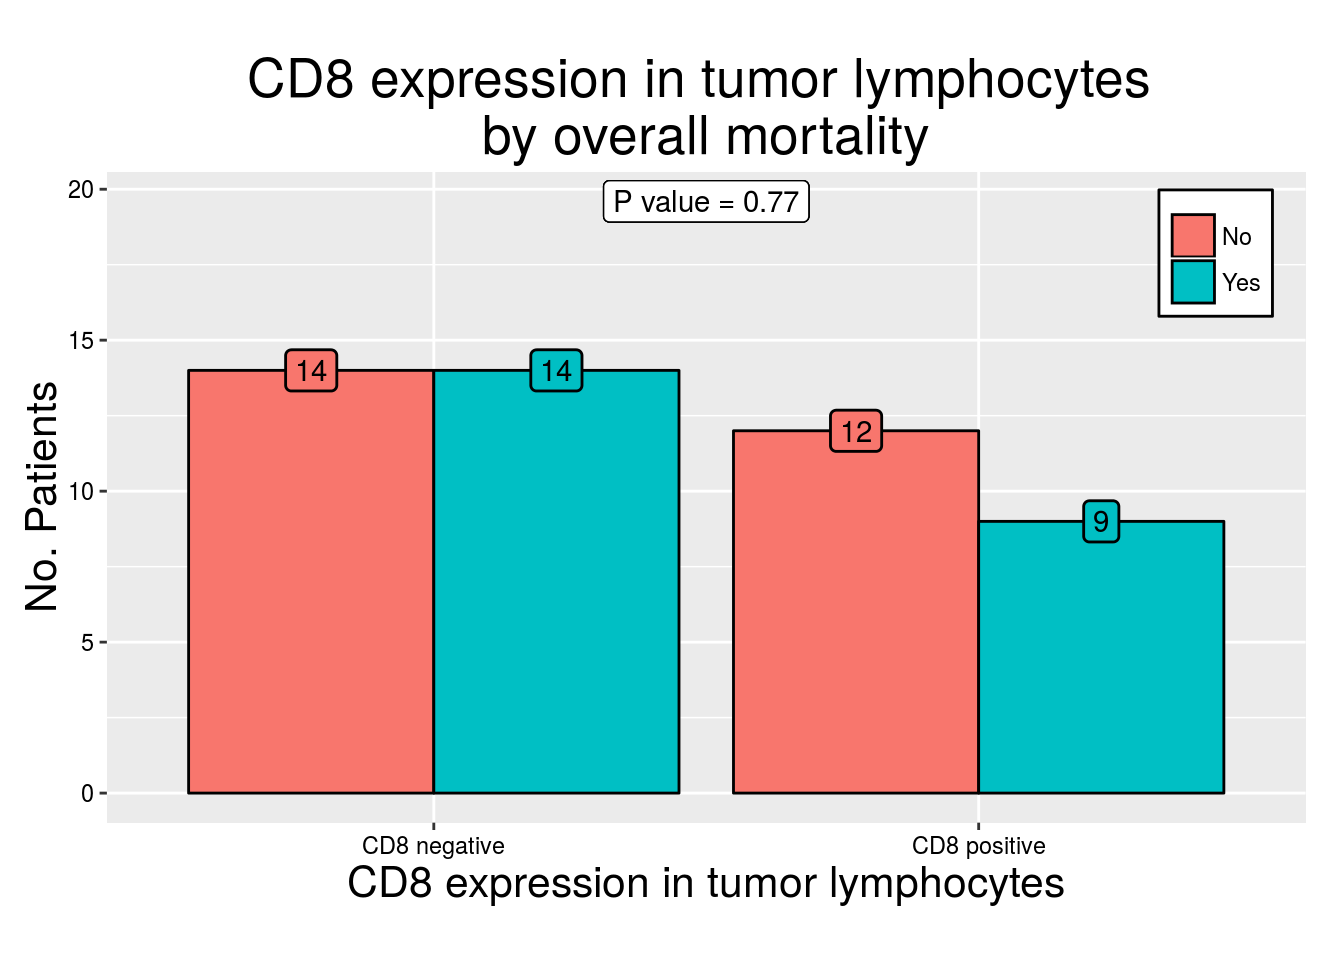 CD8 expression in tumor lymphocytes
by overall mortality
P value = 0.77
No
Yes
No. Patients
20
15
10
5
0
14
14
12
9
CD8 negative
CD8 positive
CD8 expression in tumor lymphocytes